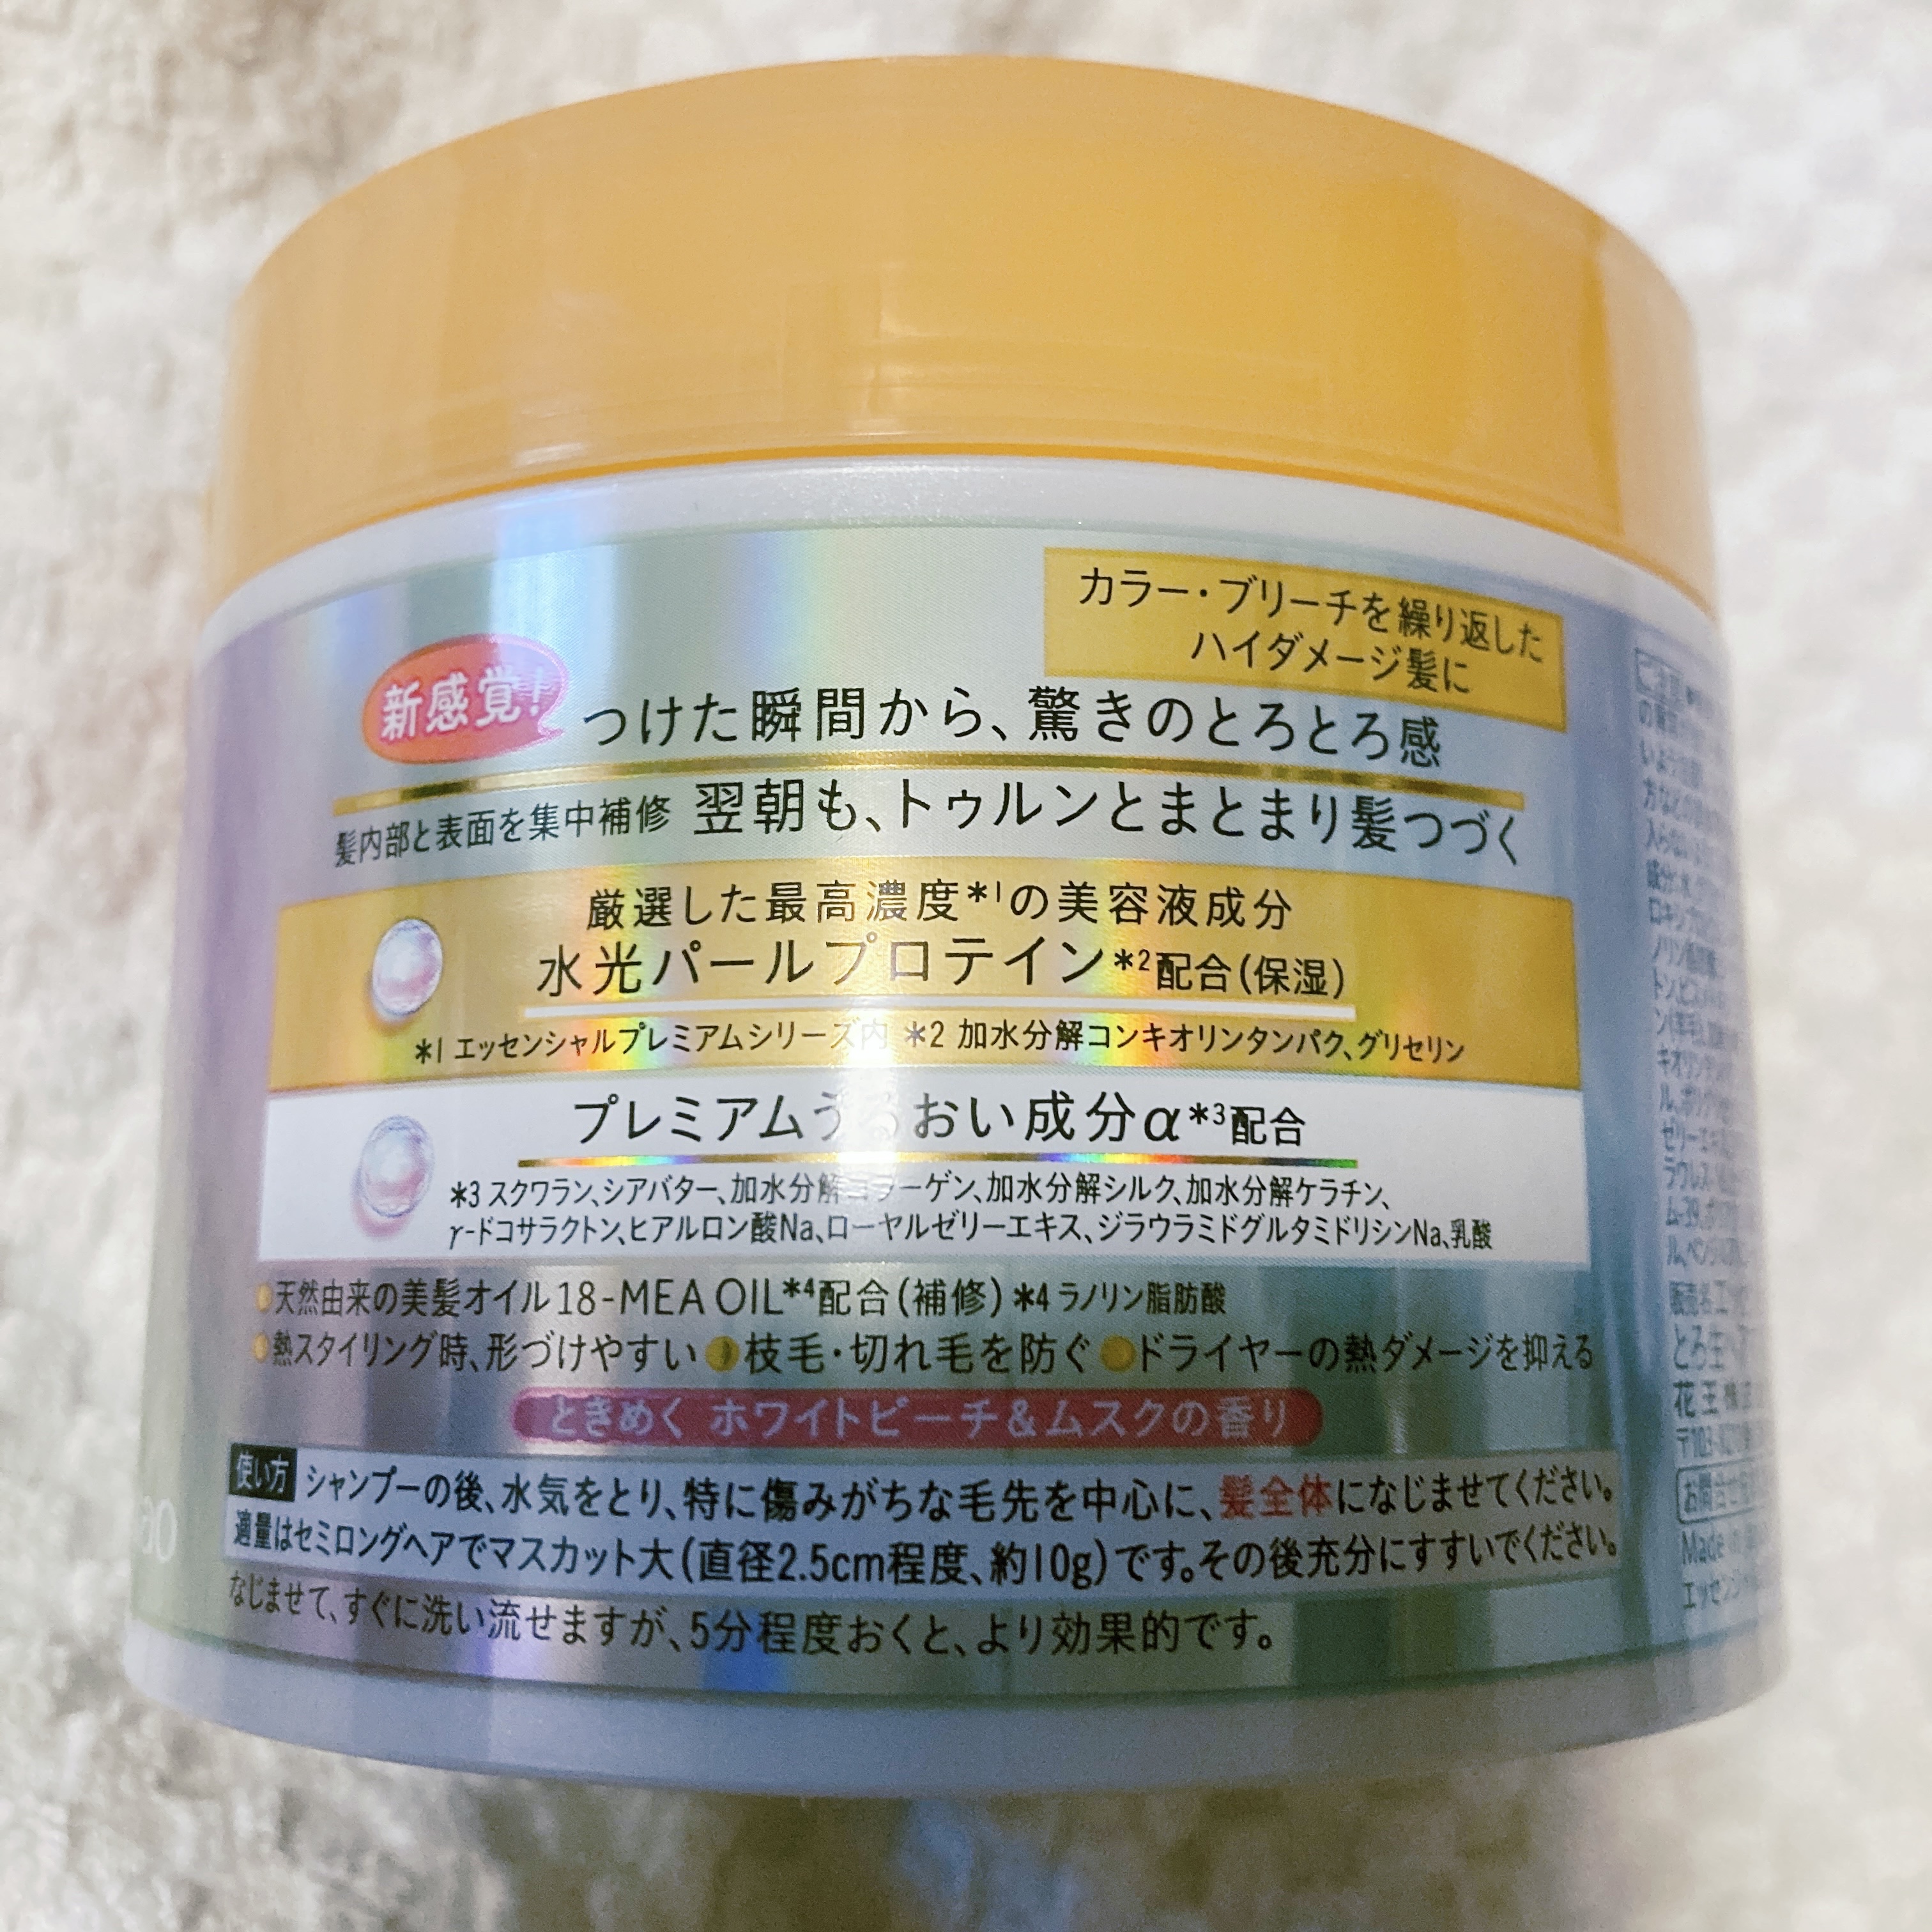 カラー・ブリーチを繰り返した
ハイダメージ髪に
新感覚!
つけた瞬間から、驚きのとろとろ感
髪内部と表面を集中補修 翌朝も、トゥルンとまとまり髪つづく
厳選した最高濃度*1の美容液成分
水光パールプロテイン*2配合(保湿)
*1 エッセンシャルプレミアムシリーズ内 *2 加水分解コンキオリンタンパク、グリセリン
プレミアムうるおい成分α*3配合
*3 スクワラン、シアバター、加水分解コラーゲン、加水分解シルク、加水分解ケラチン、
γ-ドコサラクトン、ヒアルロン酸Na、ローヤルゼリーエキス、ジラウラミドグルタミドリシンNa、乳酸
天然由来の美髪オイル18-MEA OIL*4配合(補修) *4 ラノリン脂肪酸
熱スタイリング時、形づけやすい 枝毛・切れ毛を防ぐ ドライヤーの熱ダメージを抑える
ときめく ホワイトピーチ&ムスクの香り
使い方 シャンプーの後、水気をとり、特に傷みがちな毛先を中心に、髪全体になじませてください。
適量はセミロングヘアでマスカット大(直径2.5cm程度、約10g)です。その後充分にすすいでください。
なじませて、すぐに洗い流せますが、5分程度おくと、より効果的です。
花王
Made